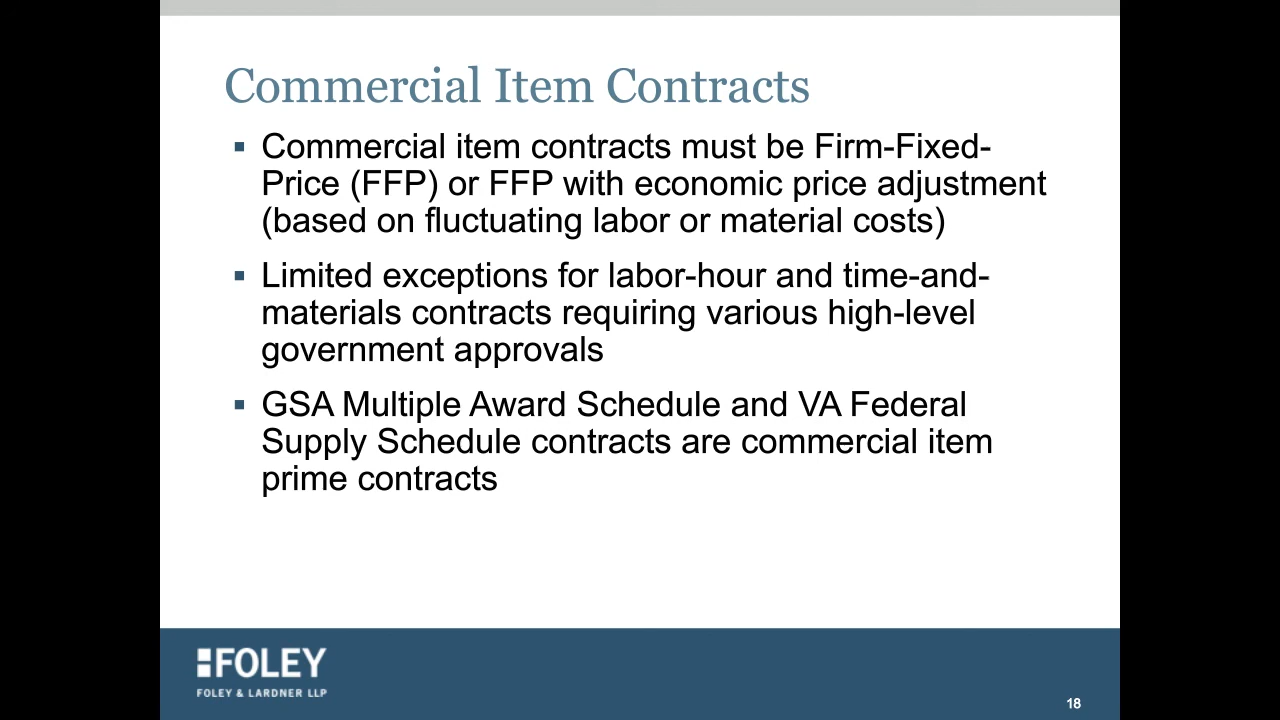 Commercial Item Contracts
▪ Commercial item contracts must be Firm-Fixed-
Price (FFP) or FFP with economic price adjustment
(based on fluctuating labor or material costs)
▪ Limited exceptions for labor-hour and time-and-
materials contracts requiring various high-level
government approvals
▪ GSA Multiple Award Schedule and VA Federal
Supply Schedule contracts are commercial item
prime contracts
FOLEY
FOLEY & LARDNER LLP
18